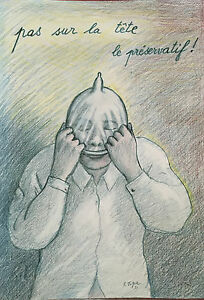 pas sur la tête
le préservatif !